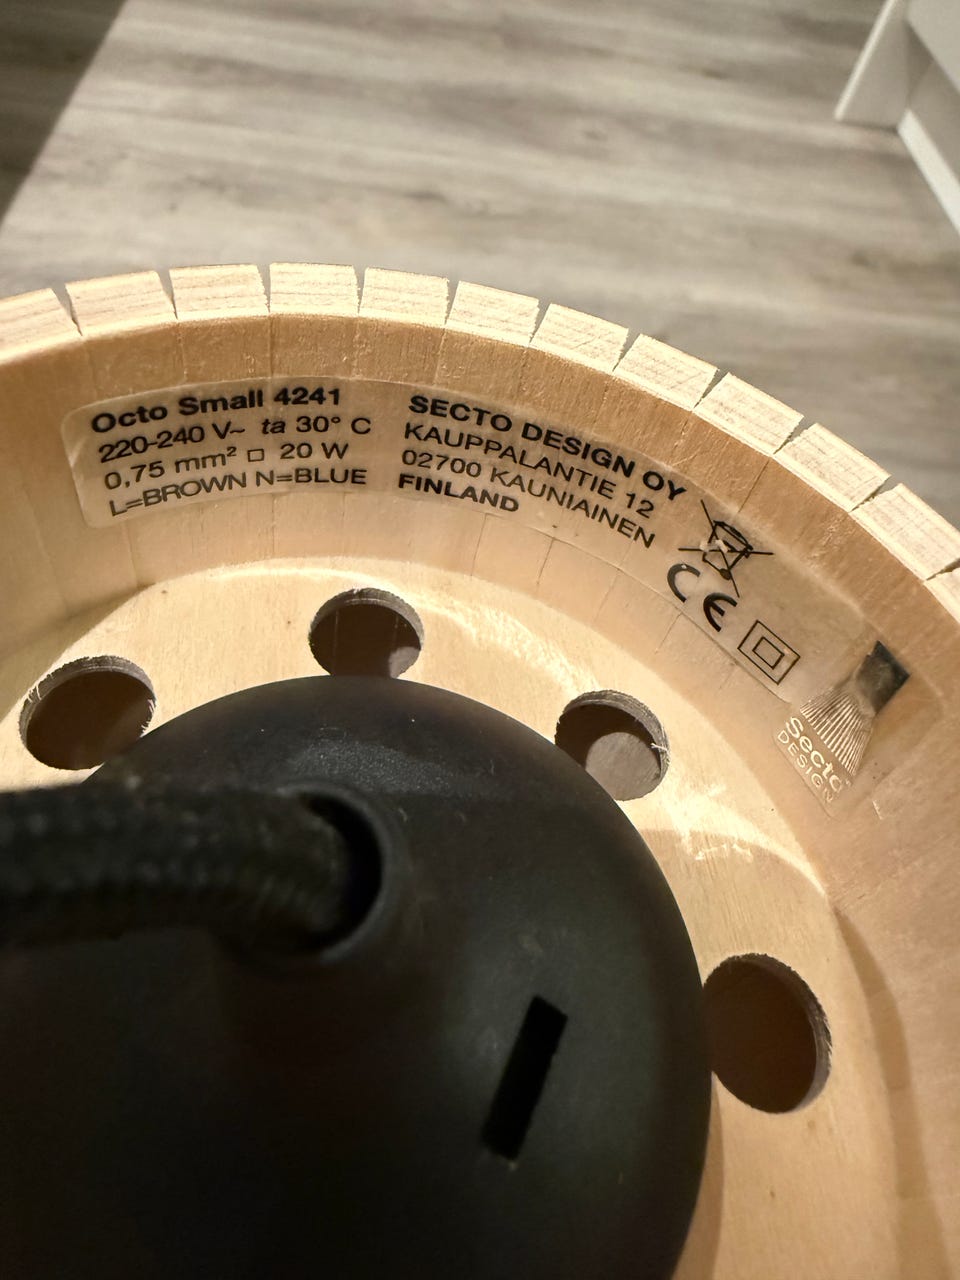 Octo Small 4241
220-240 V~ ta 30° C
0,75 mm² □ 20 W
L=BROWN N=BLUE
SECTO DESIGN OY
KAUPPALANTIE 12
02700 KAUNIAINEN
FINLAND
CE
Secto
DESIGN